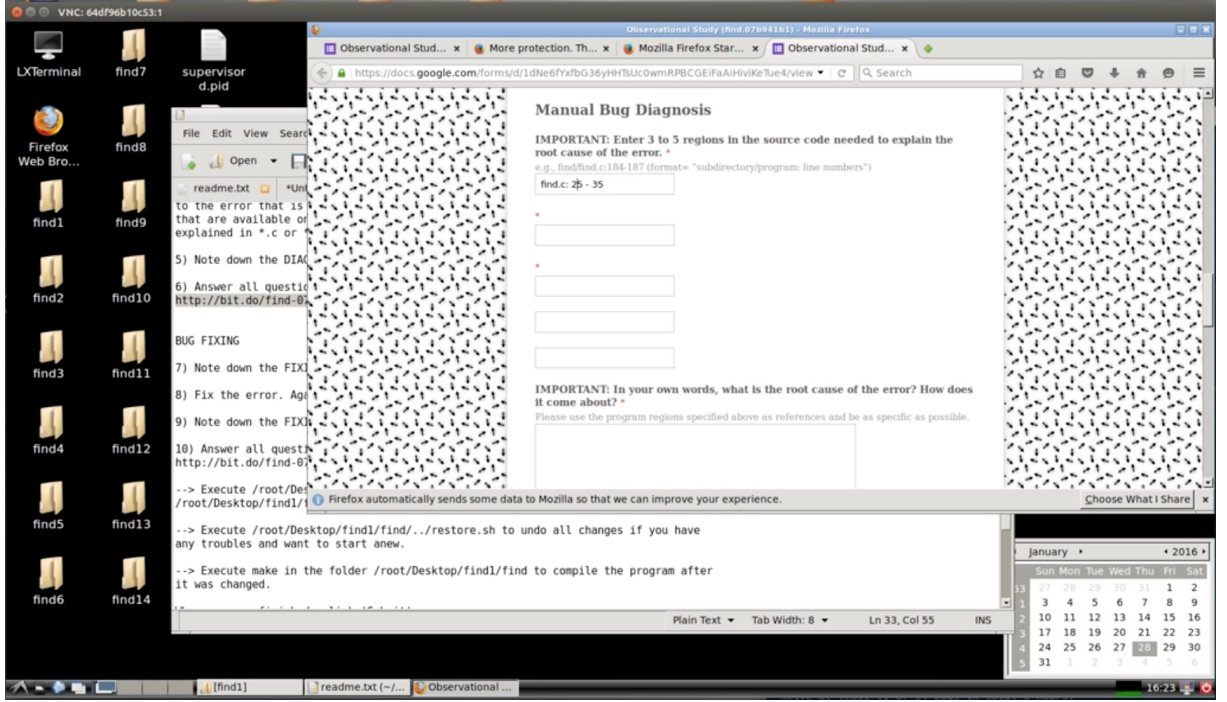 VNC: 64df96b10c53:1
Observational Study (find.07b941b1) - Mozilla Firefox
Observational Stud... x
More protection. Th... x
Mozilla Firefox Star... x
Observational Stud... x
https://docs.google.com/forms/d/1dNe6fYxfbG36yHHTsUc0wmRPBCGEiFaAiHiviKeTue4/view
Search
LXTerminal
find7
supervisor
d.pid
Firefox
Web Bro...
find8
find1
find9
find2
find10
find3
find11
find4
find12
find5
find13
find6
find14
File Edit View Searc
Open
readme.txt
*Unt
to the error that is
that are available on
explained in *.c or *
5) Note down the DIAG
6) Answer all questio
http://bit.do/find-07
BUG FIXING
7) Note down the FIXI
8) Fix the error. Aga
9) Note down the FIXI
10) Answer all questi
http://bit.do/find-07
--> Execute /root/Des
/root/Desktop/find1/f
--> Execute /root/Desktop/find1/find/../restore.sh to undo all changes if you have
any troubles and want to start anew.
--> Execute make in the folder /root/Desktop/find1/find to compile the program after
it was changed.
Plain Text Tab Width: 8 Ln 33, Col 55 INS
Manual Bug Diagnosis
IMPORTANT: Enter 3 to 5 regions in the source code needed to explain the
root cause of the error. *
e.g., find/find.c:184-187 (format= "subdirectory/program: line numbers")
find.c: 25 - 35
*
*
IMPORTANT: In your own words, what is the root cause of the error? How does
it come about? *
Please use the program regions specified above as references and be as specific as possible.
Firefox automatically sends some data to Mozilla so that we can improve your experience.
Choose What I Share x
January 2016
Sun Mon Tue Wed Thu Fri Sat
53 27 28 29 30 31 1 2
1 3 4 5 6 7 8 9
2 10 11 12 13 14 15 16
3 17 18 19 20 21 22 23
4 24 25 26 27 28 29 30
5 31 1 2 3 4 5 6
[find1]
readme.txt (~/...
Observational ...
16:23